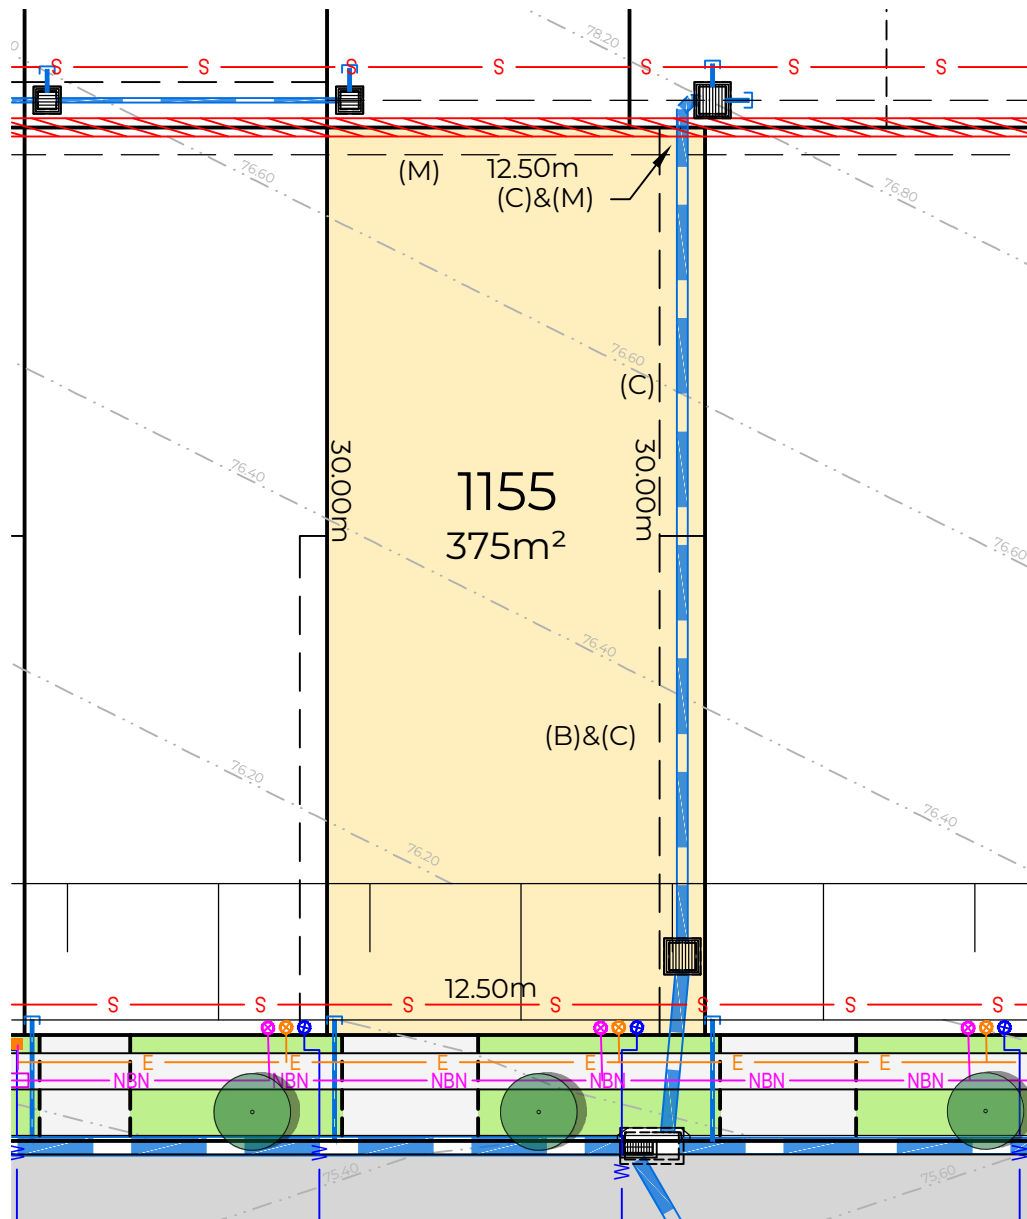 78.20
S S S S S S S
76.60
(M)
12.50m
(C)&(M)
76.80
76.60
(C)
30.00m
30.00m
76.40
1155
375m²
76.60
76.40
(B)&(C)
76.20
76.40
76.20
12.50m
S S S S S S
E E E E
NBN NBN NBN NBN NBN NBN
W W W W
75.40
75.60